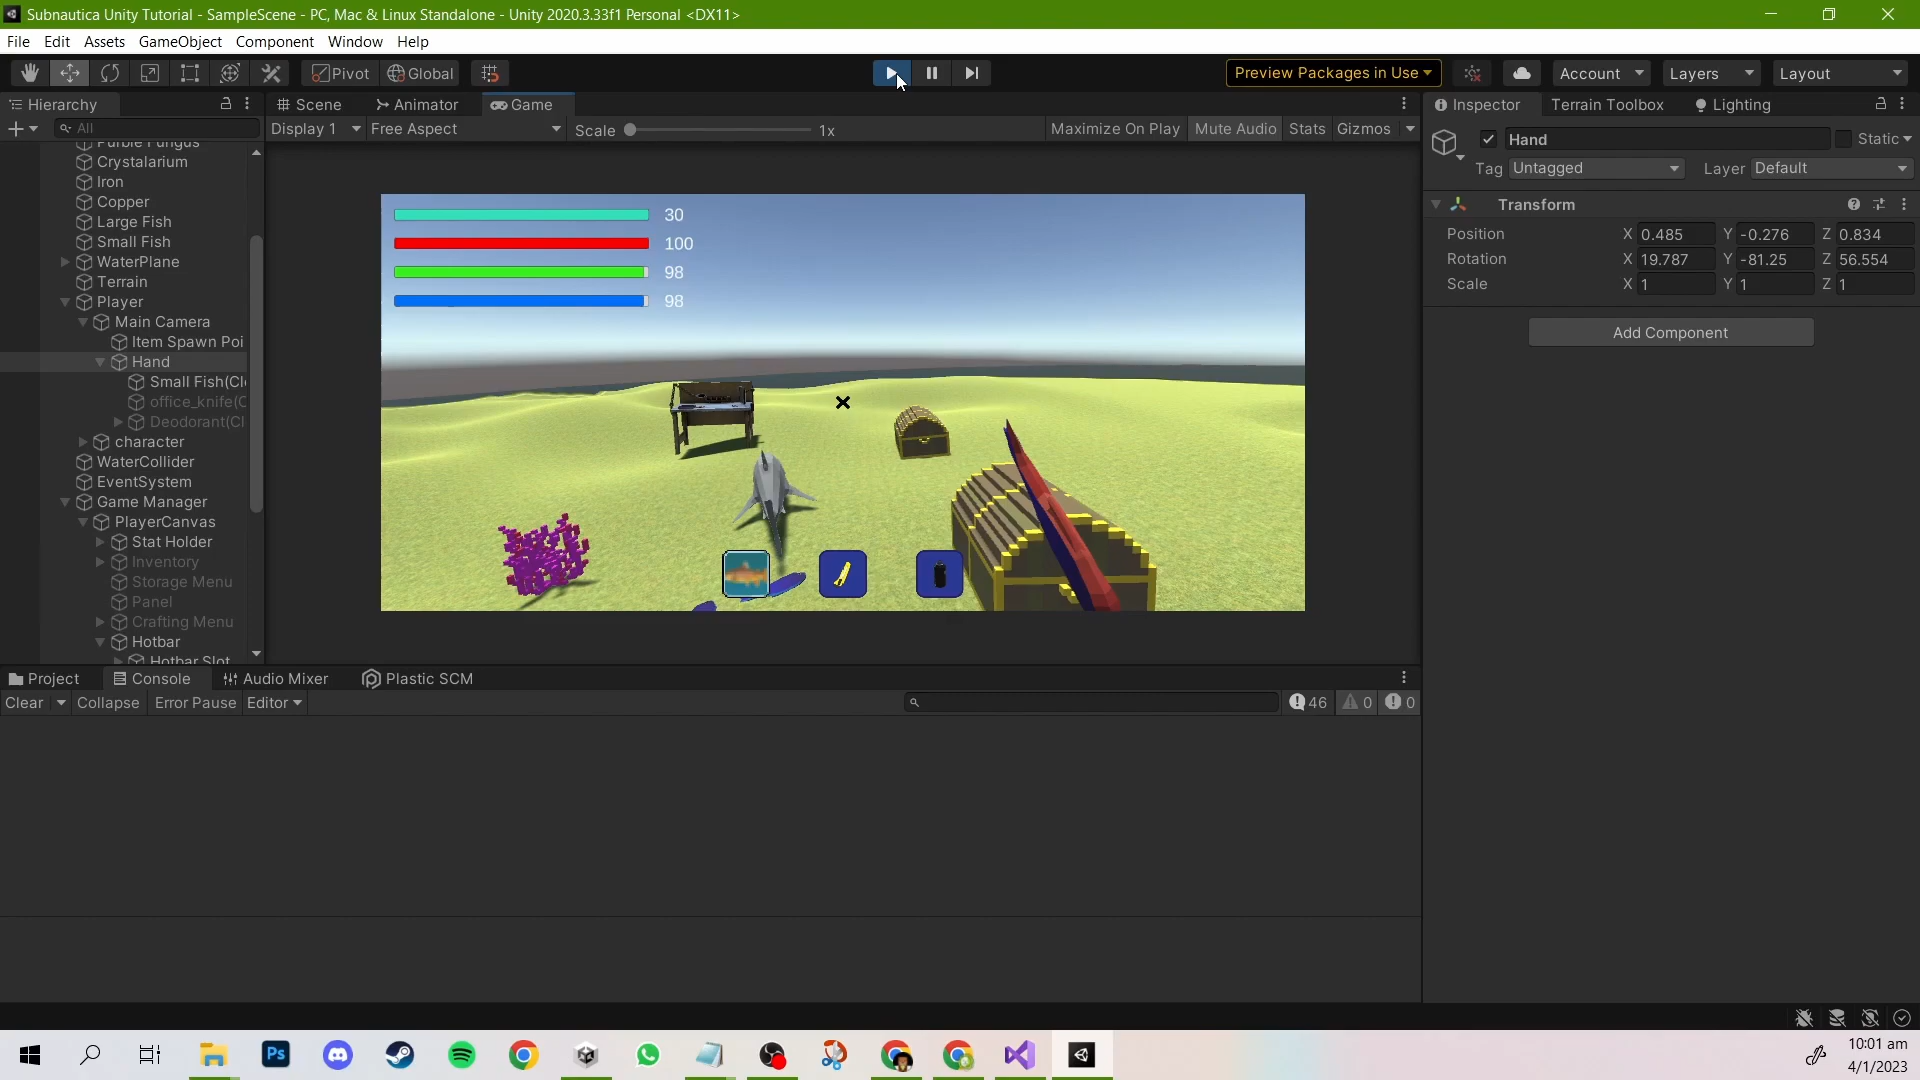 Subnautica Unity Tutorial - SampleScene - PC, Mac & Linux Standalone - Unity 2020.3.33f1 Personal <DX11>
File Edit Assets GameObject Component Window Help
Pivot Global Preview Packages in Use Account Layers Layout
Hierarchy Scene Animator Game Inspector Terrain Toolbox Lighting
All Display 1 Free Aspect Scale 1x Maximize On Play Mute Audio Stats Gizmos
Purble Fungus
Crystalarium
Iron
Copper
Large Fish
Small Fish
WaterPlane
Terrain
Player
Main Camera
Item Spawn Poi
Hand
Small Fish(Cl
office_knife(C
Deodorant(Cl
character
WaterCollider
EventSystem
Game Manager
PlayerCanvas
Stat Holder
Inventory
Storage Menu
Panel
Crafting Menu
Hotbar
Hotbar Slot
30
100
98
98
Hand Static
Tag Untagged Layer Default
Transform
Position X 0.485 Y -0.276 Z 0.834
Rotation X 19.787 Y -81.25 Z 56.554
Scale X 1 Y 1 Z 1
Add Component
Project Console Audio Mixer Plastic SCM
Clear Collapse Error Pause Editor 46 0 0
Ps
10:01 am
4/1/2023